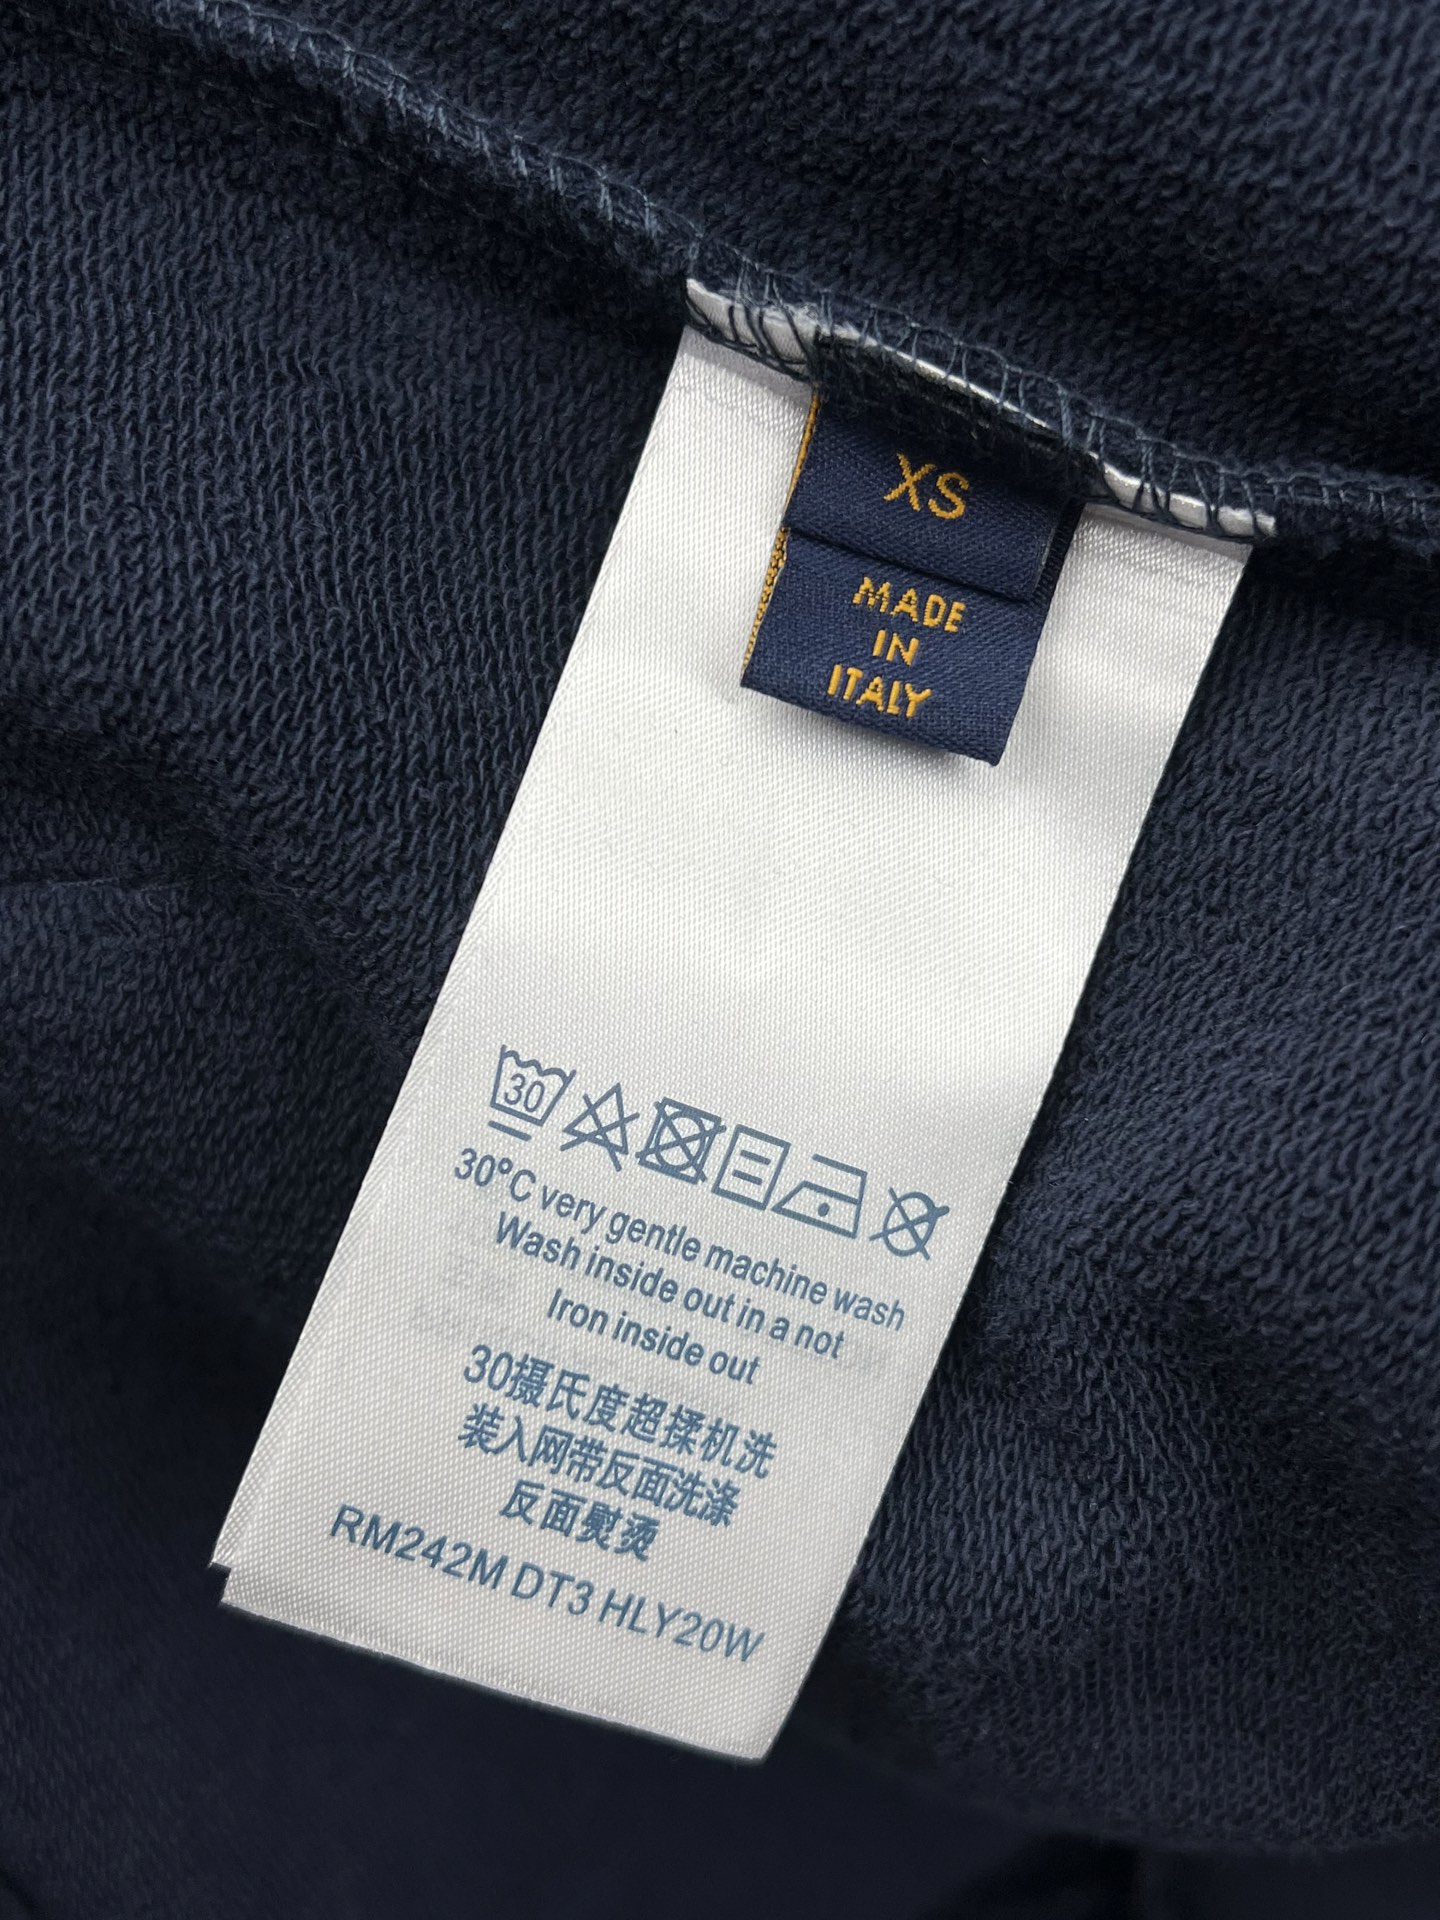 XS
MADE
IN
ITALY
30
30°C very gentle machine wash
Wash inside out in a not
Iron inside out
30摄氏度超揉机洗
装入网带反面洗涤
反面熨烫
RM242M DT3 HLY20W